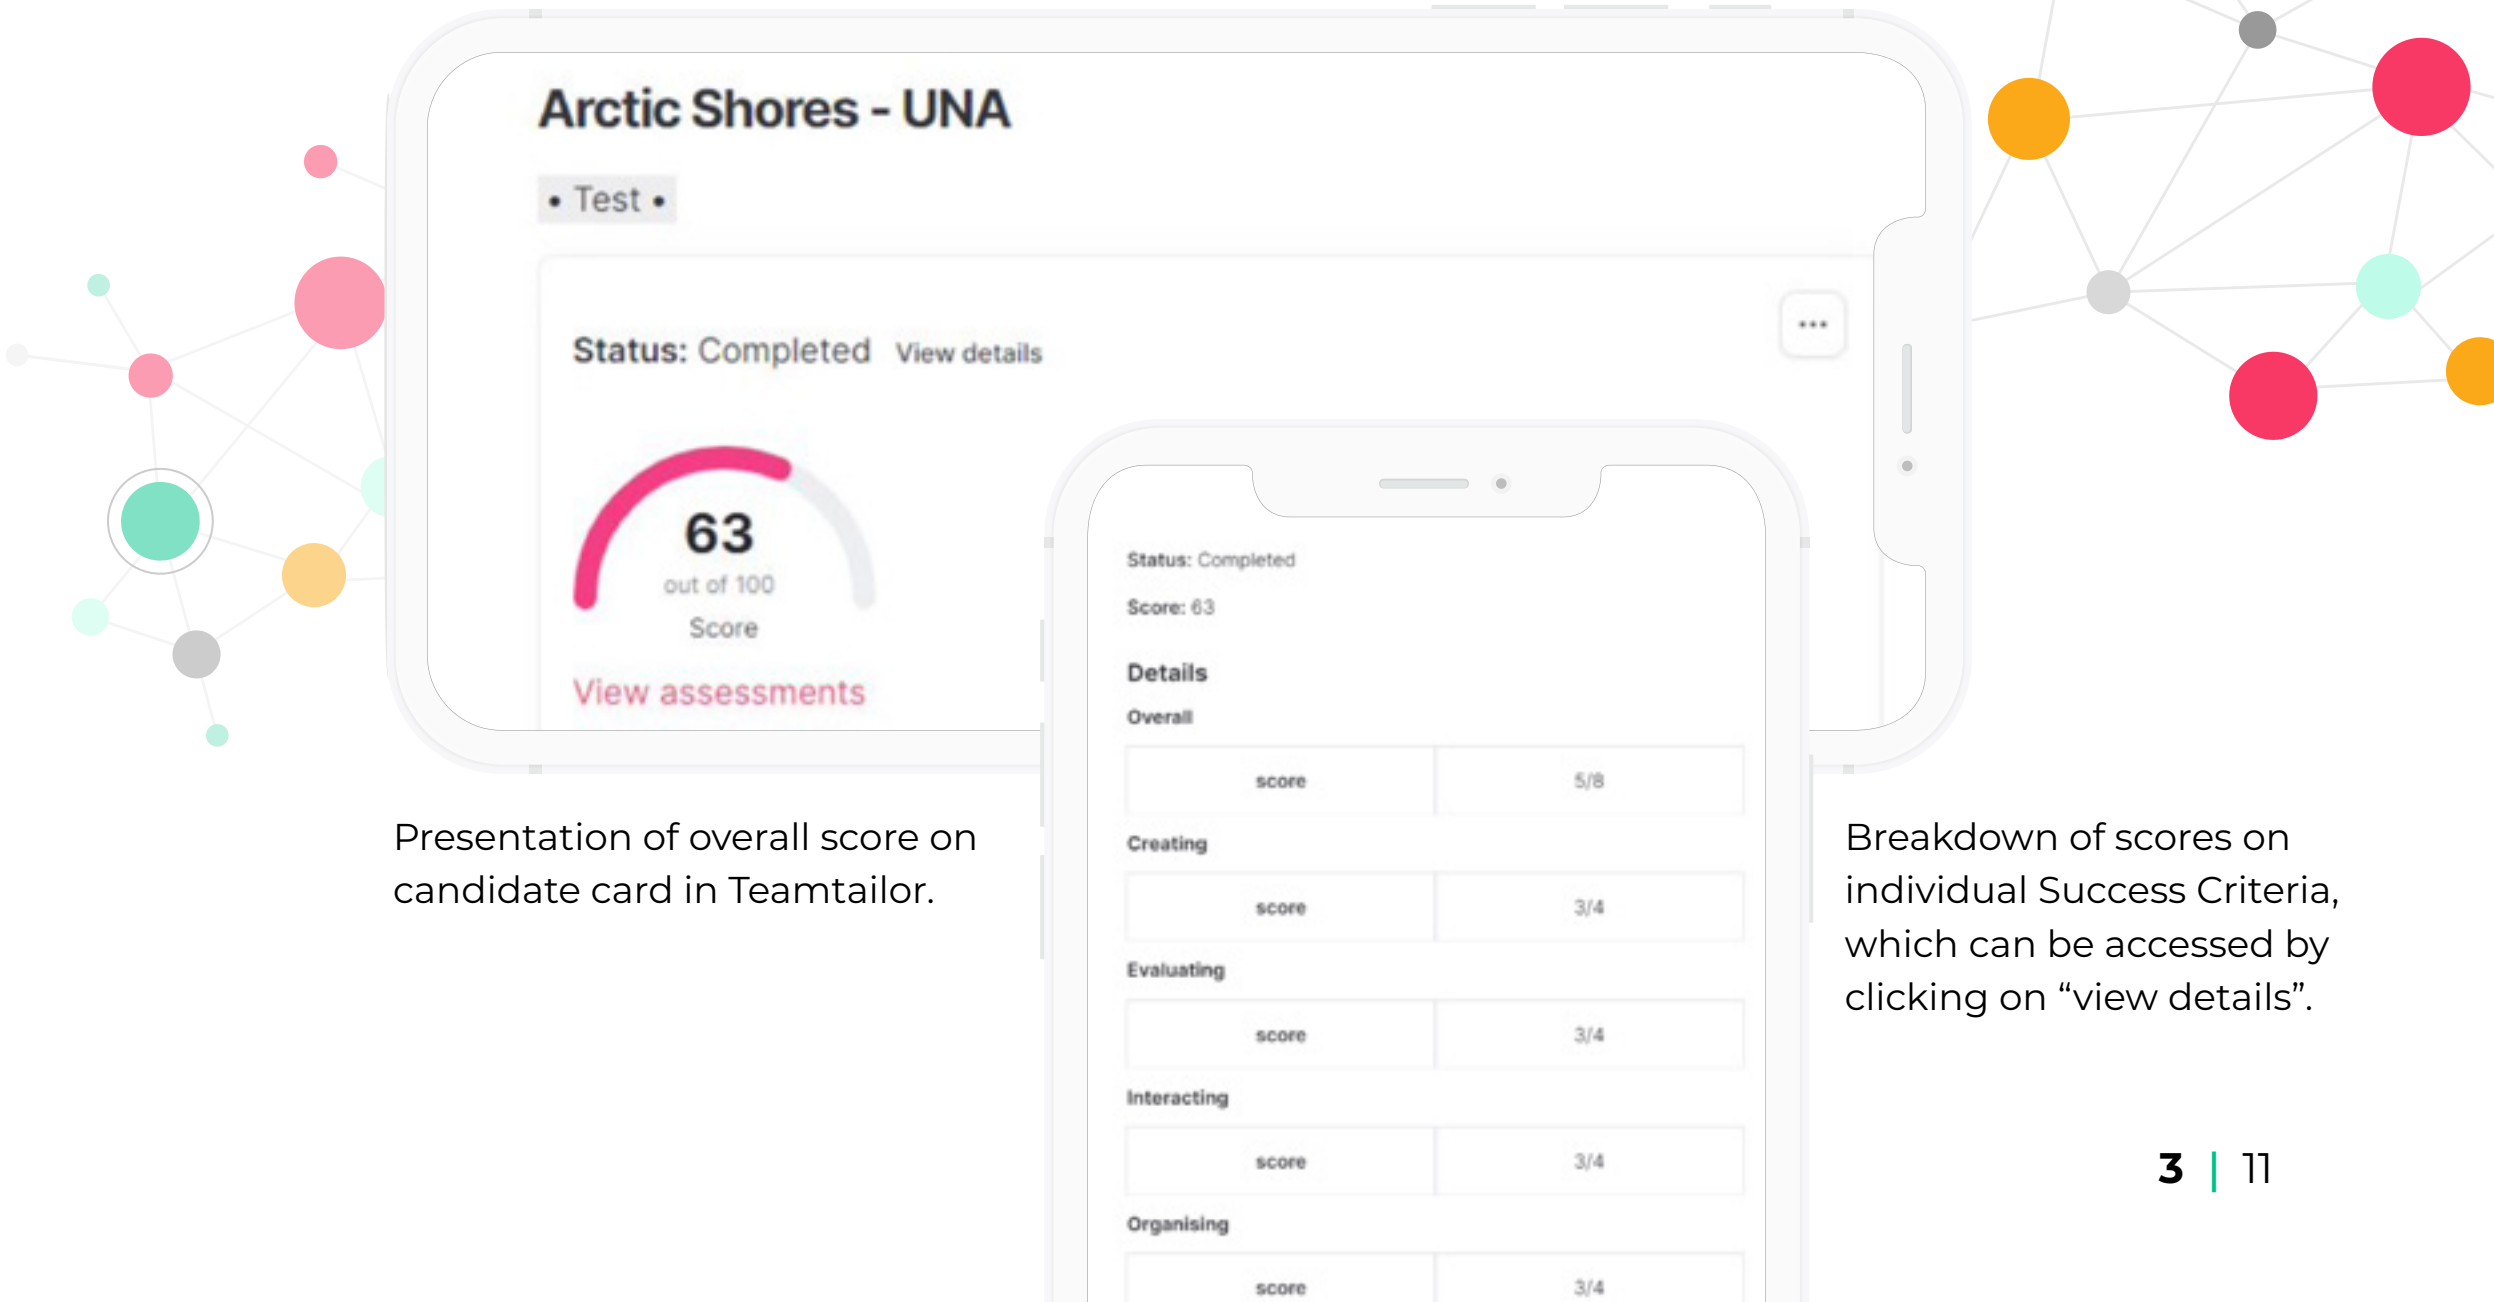 Arctic Shores - UNA
• Test •
Status: Completed View details
...
63
out of 100
Score
View assessments
Presentation of overall score on
candidate card in Teamtailor.
Status: Completed
Score: 63
Details
Overall
score 5/8
Creating
score 3/4
Evaluating
score 3/4
Interacting
score 3/4
Organising
score 3/4
Breakdown of scores on
individual Success Criteria,
which can be accessed by
clicking on “view details”.
3 | 11